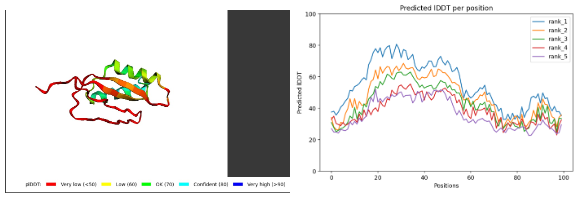 plDDT: Very low (<50) Low (60) OK (70) Confident (80) Very high (>90)
Predicted lDDT per position
Predicted lDDT
100
80
60
40
20
0
0 20 40 60 80 100
Positions
rank_1
rank_2
rank_3
rank_4
rank_5